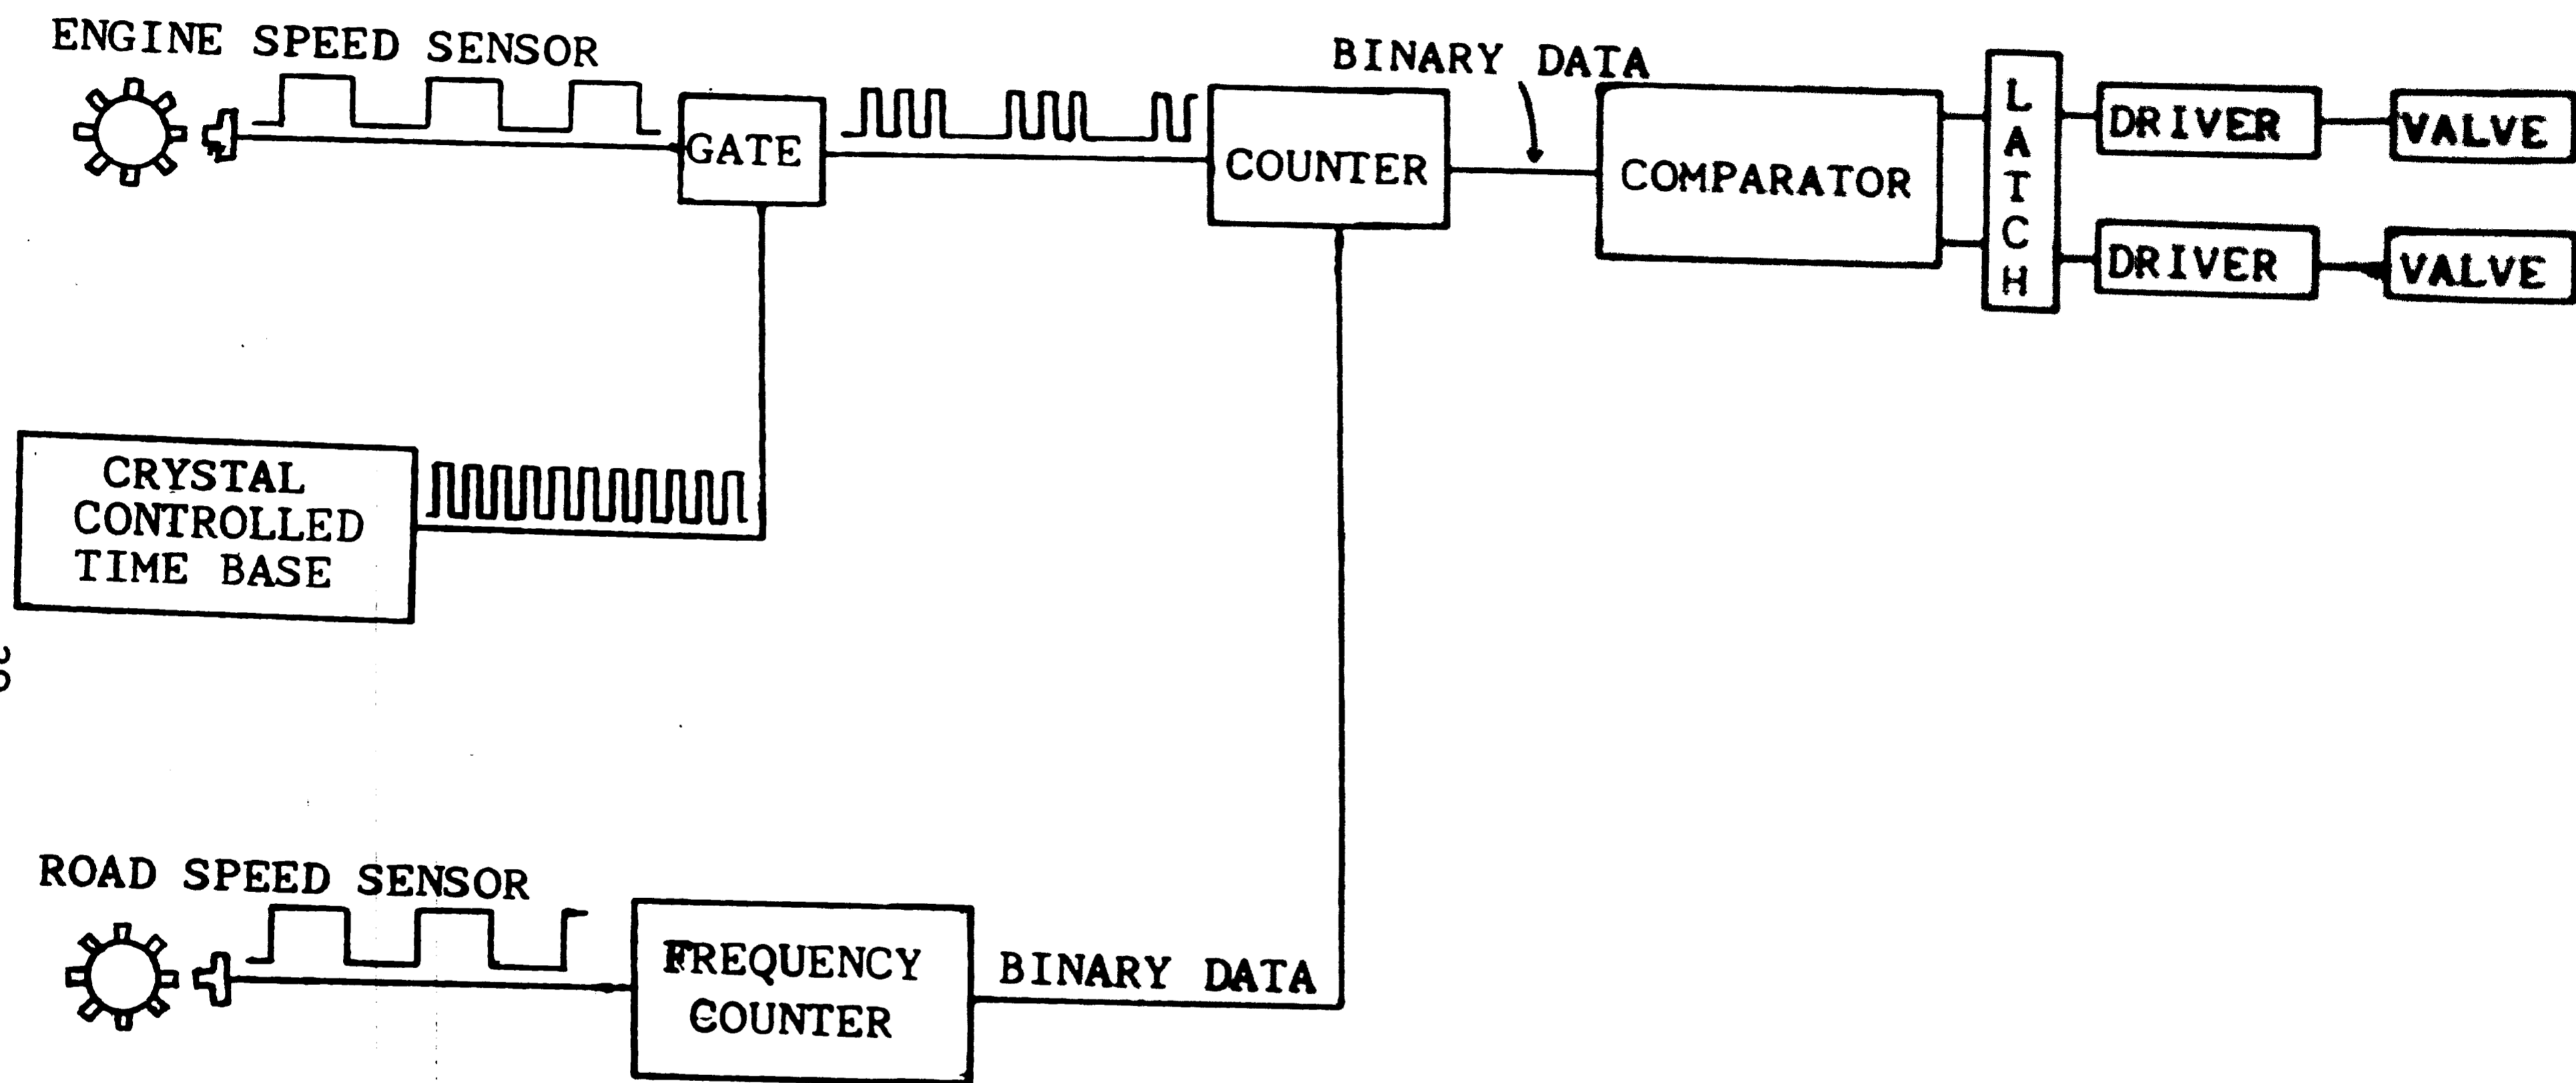 ENGINE SPEED SENSOR
BINARY DATA
GATE
COUNTER
COMPARATOR
LATCH
DRIVER
VALVE
DRIVER
VALVE
CRYSTAL
CONTROLLED
TIME BASE
ROAD SPEED SENSOR
FREQUENCY
COUNTER
BINARY DATA